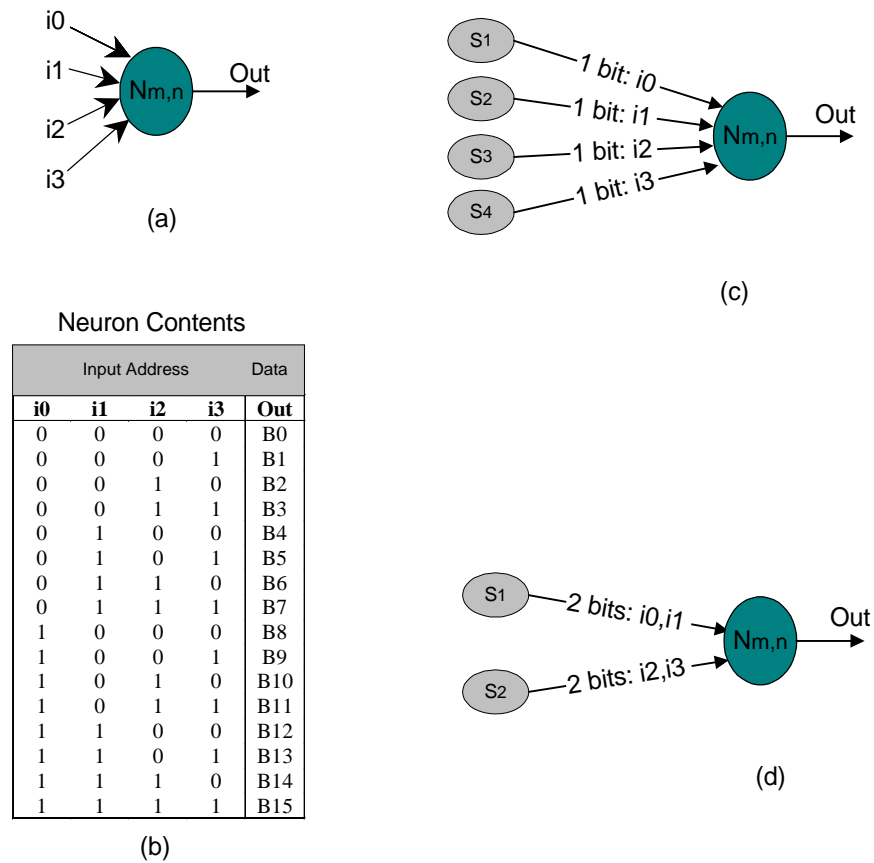 i0
i1
i2
i3
Nm,n
Out
(a)
S1
S2
S3
S4
1 bit: i0
1 bit: i1
1 bit: i2
1 bit: i3
Nm,n
Out
(c)
Neuron Contents
Input Address Data
i0 i1 i2 i3 Out
0 0 0 0 B0
0 0 0 1 B1
0 0 1 0 B2
0 0 1 1 B3
0 1 0 0 B4
0 1 0 1 B5
0 1 1 0 B6
0 1 1 1 B7
1 0 0 0 B8
1 0 0 1 B9
1 0 1 0 B10
1 0 1 1 B11
1 1 0 0 B12
1 1 0 1 B13
1 1 1 0 B14
1 1 1 1 B15
(b)
S1
S2
2 bits: i0,i1
2 bits: i2,i3
Nm,n
Out
(d)